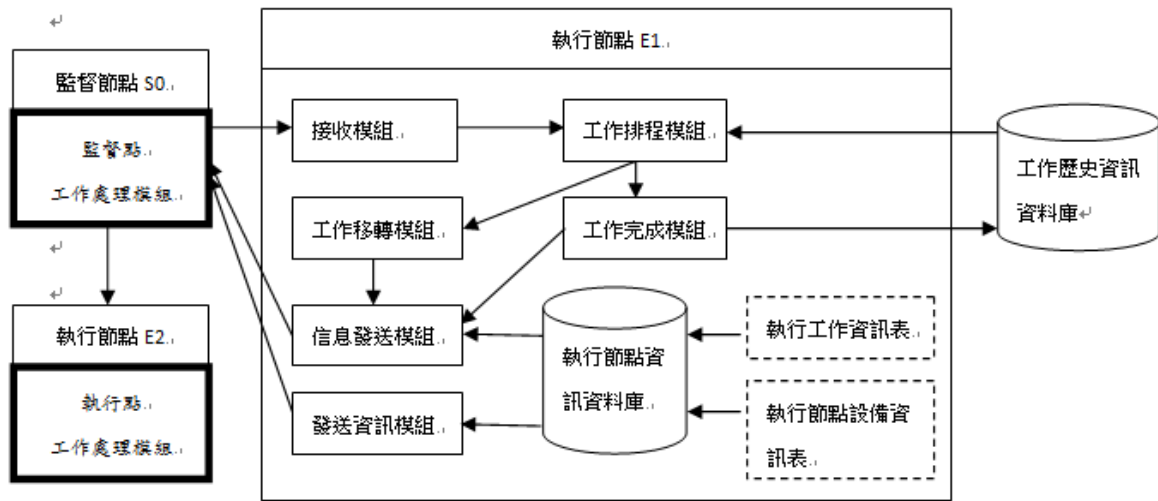 執行節點 E1
監督節點 S0
監督點
工作處理模組
接收模組
工作排程模組
工作歷史資訊
資料庫
工作移轉模組
工作完成模組
執行節點 E2
執行點
工作處理模組
信息發送模組
執行節點資
訊資料庫
執行工作資訊表
發送資訊模組
執行節點設備資
訊表